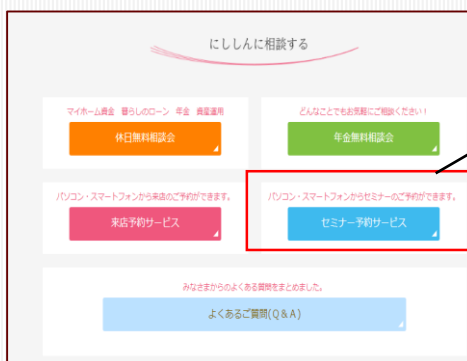 にししんに相談する
マイホーム資金 暮らしのローン 年金 資産運用
休日無料相談会
どんなことでもお気軽にご相談ください！
年金無料相談会
パソコン・スマートフォンから来店のご予約ができます。
来店予約サービス
パソコン・スマートフォンからセミナーのご予約ができます。
セミナー予約サービス
みなさまからのよくある質問をまとめました。
よくあるご質問(Q&A)